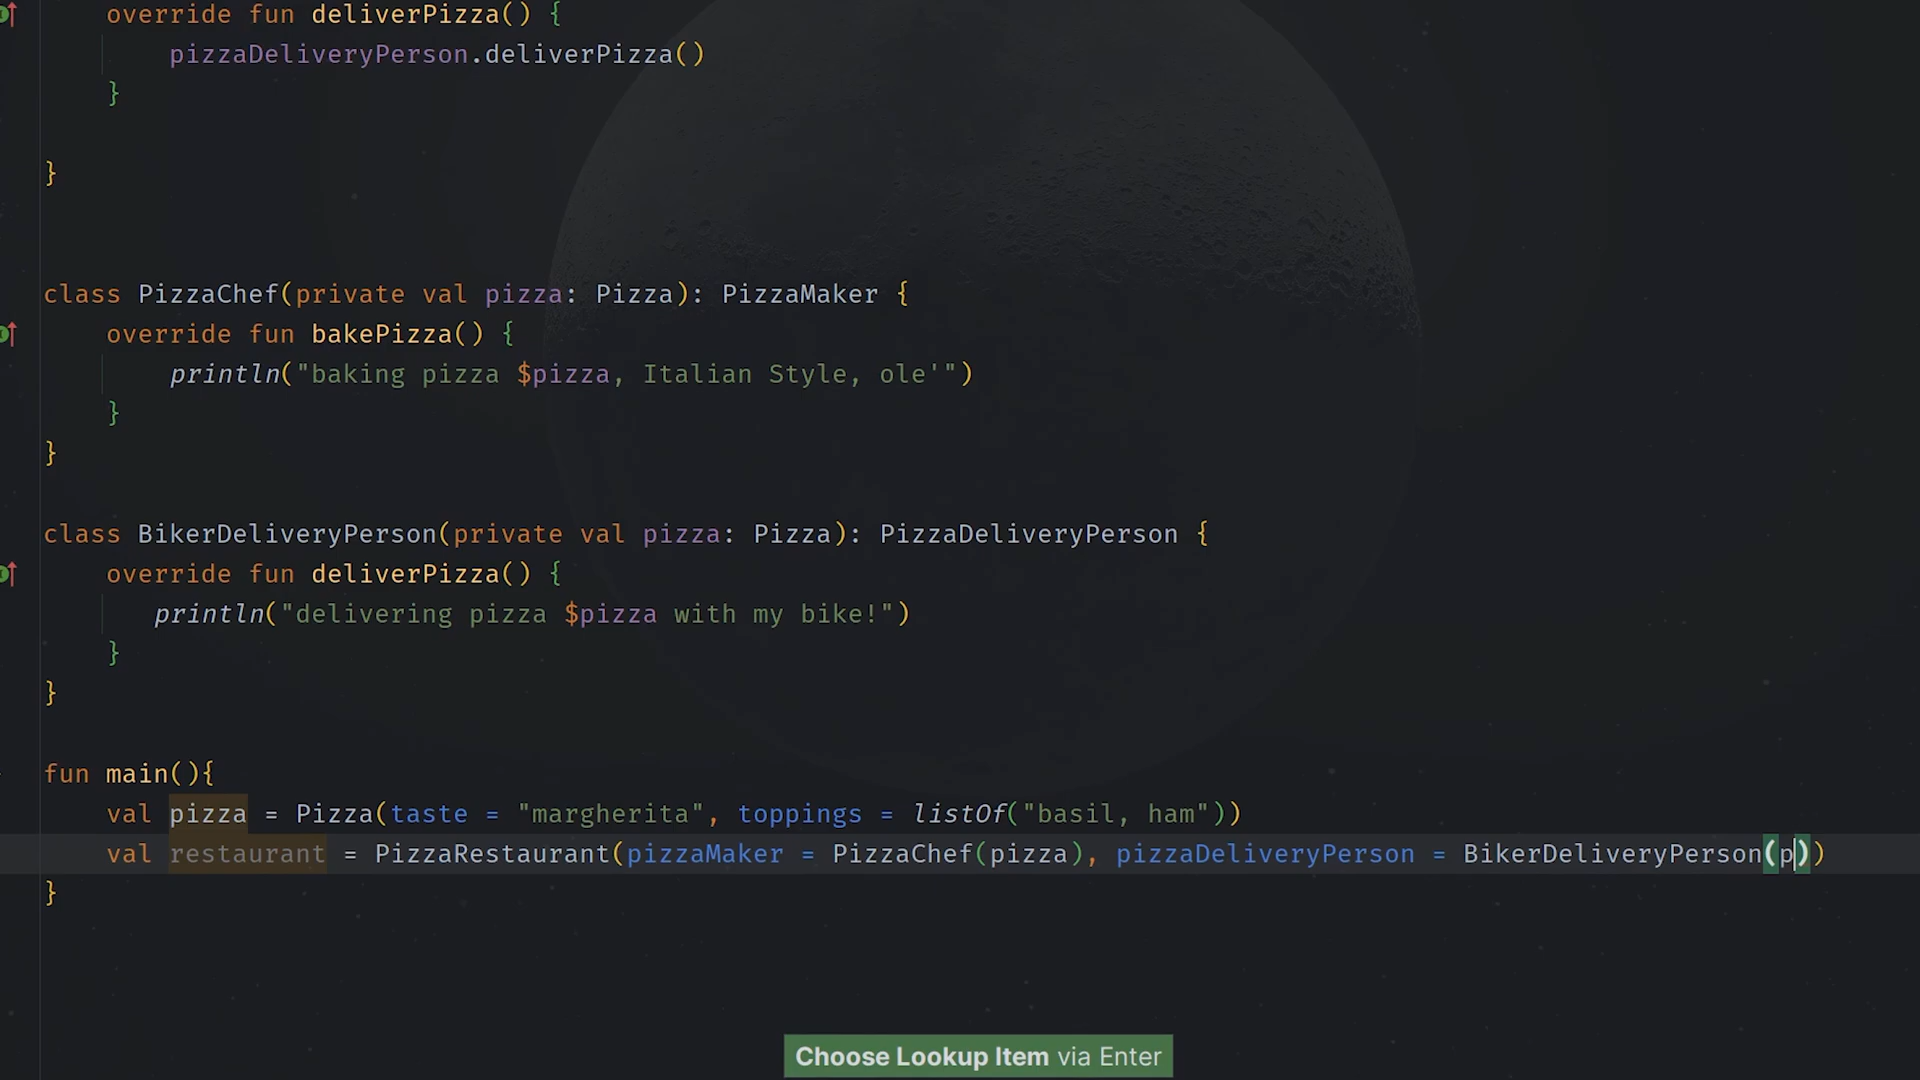 override fun deliverPizza() {
pizzaDeliveryPerson.deliverPizza()
}
}
class PizzaChef(private val pizza: Pizza): PizzaMaker {
override fun bakePizza() {
println("baking pizza $pizza, Italian Style, ole'")
}
}
class BikerDeliveryPerson(private val pizza: Pizza): PizzaDeliveryPerson {
override fun deliverPizza() {
println("delivering pizza $pizza with my bike!")
}
}
fun main(){
val pizza = Pizza(taste = "margherita", toppings = listOf("basil, ham"))
val restaurant = PizzaRestaurant(pizzaMaker = PizzaChef(pizza), pizzaDeliveryPerson = BikerDeliveryPerson(p))
}
Choose Lookup Item via Enter